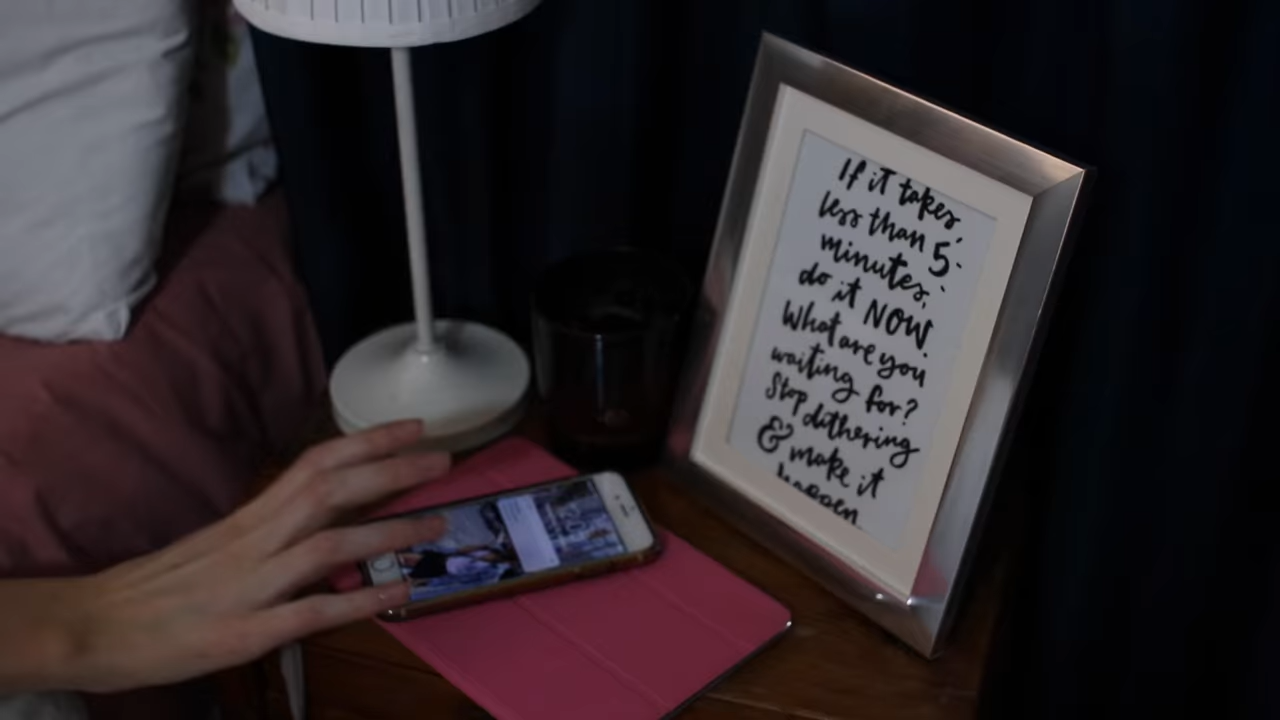 If it takes
less than 5
minutes,
do it NOW.
What are you
waiting for?
Stop dithering
& make it
happen